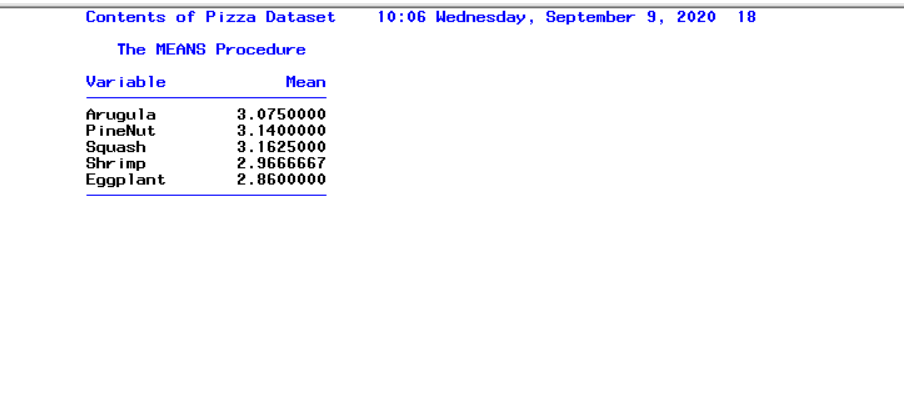 Contents of Pizza Dataset 10:06 Wednesday, September 9, 2020 18
The MEANS Procedure
Variable Mean
Arugula 3.0750000
PineNut 3.1400000
Squash 3.1625000
Shrimp 2.9666667
Eggplant 2.8600000